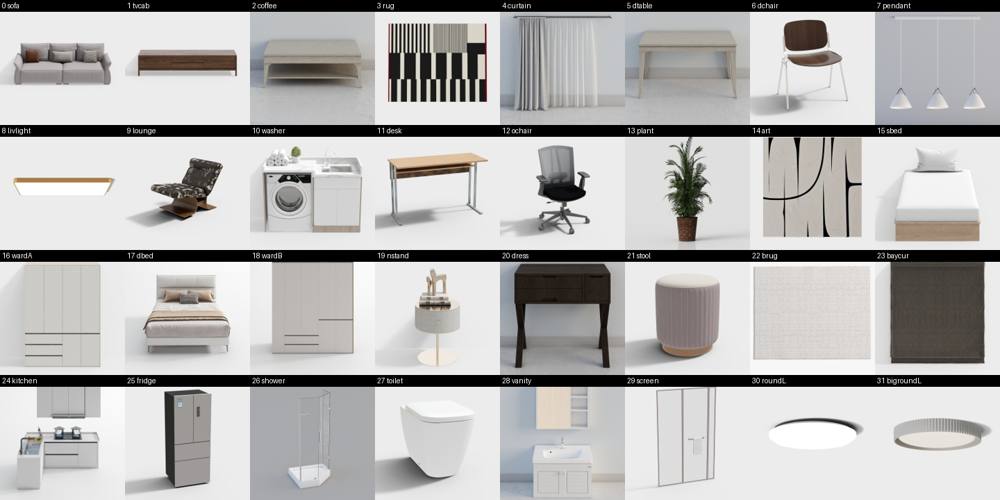 0 sofa
1 tvcab
2 coffee
3 rug
4 curtain
5 dtable
6 dchair
7 pendant
8 livlight
9 lounge
10 washer
11 desk
12 ochair
13 plant
14 art
15 sbed
16 wardA
17 dbed
18 wardB
19 nstand
20 dress
21 stool
22 brug
23 baycur
24 kitchen
25 fridge
26 shower
27 toilet
28 vanity
29 screen
30 roundL
31 bigroundL